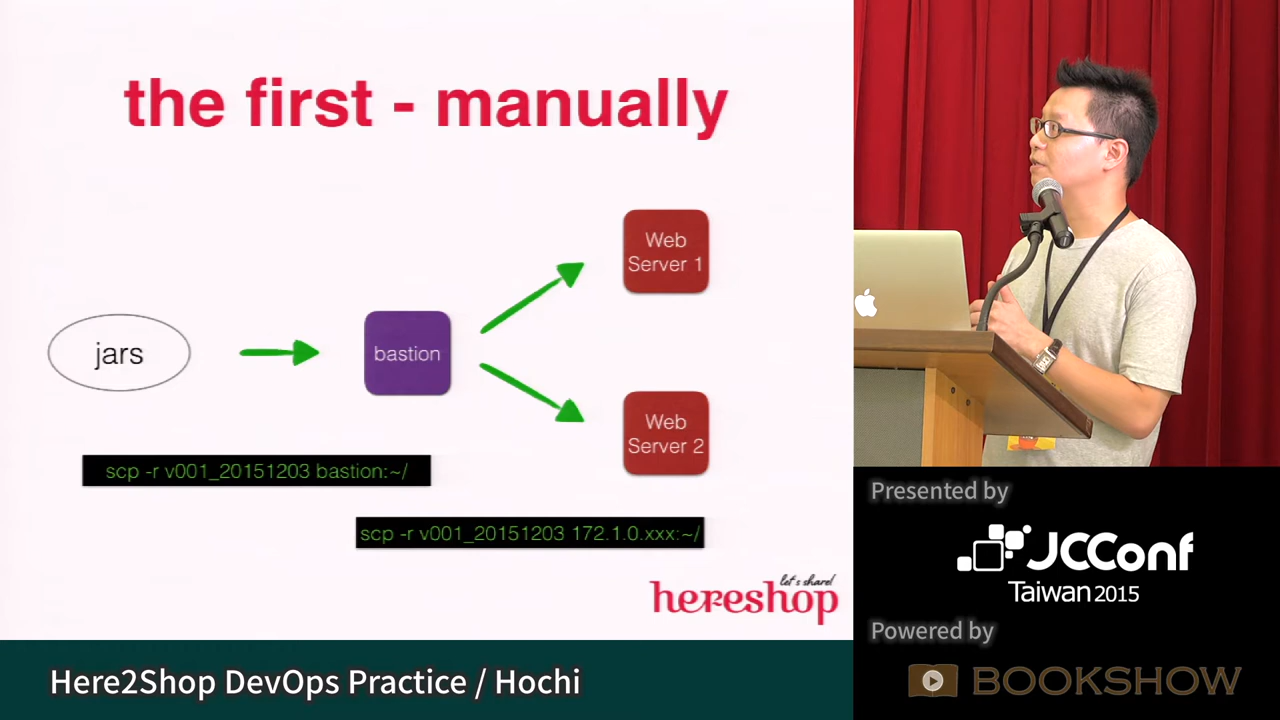 the first - manually
Web
Server 1
jars
bastion
Web
Server 2
scp -r v001_20151203 bastion:~/
scp -r v001_20151203 172.1.0.xxx:~/
let's share!
hereshop
Presented by
JCConf
Taiwan 2015
Powered by
BOOKSHOW
Here2Shop DevOps Practice / Hochi